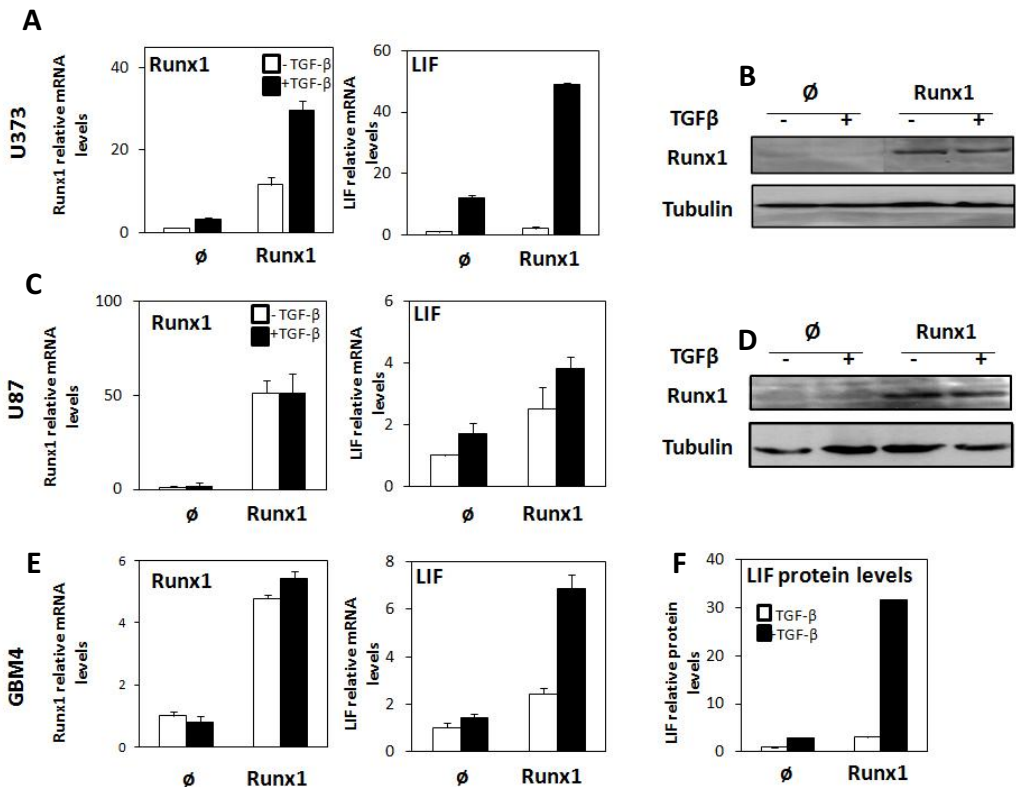 A
U373
Runx1 relative mRNA
levels
40
20
0
Runx1
- TGF-β
+TGF-β
ø
Runx1
LIF relative mRNA
levels
60
40
20
0
LIF
ø
Runx1
B
Ø
Runx1
TGFβ
-
+
-
+
Runx1
Tubulin
C
U87
Runx1 relative mRNA
levels
100
50
0
Runx1
- TGF-β
+TGF-β
ø
Runx1
LIF relative mRNA
levels
6
4
2
0
LIF
ø
Runx1
D
Ø
Runx1
TGFβ
-
+
-
+
Runx1
Tubulin
E
GBM4
Runx1 relative mRNA
levels
6
4
2
0
Runx1
ø
Runx1
LIF relative mRNA
levels
8
6
4
2
0
LIF
ø
Runx1
F
LIF relative protein
levels
40
30
20
10
0
LIF protein levels
TGF-β
-TGF-β
ø
Runx1